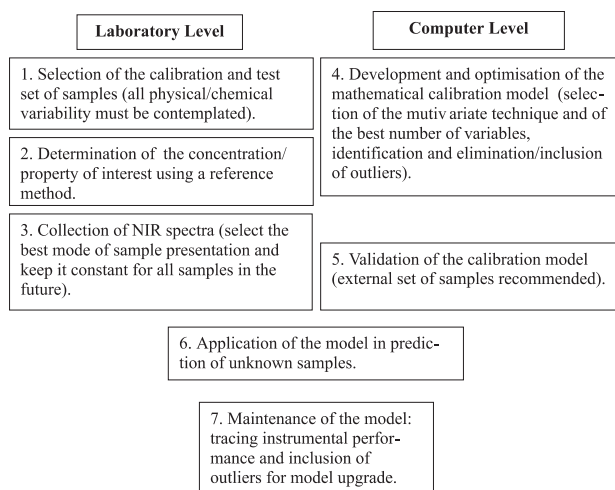 Laboratory Level
1. Selection of the calibration and test
set of samples (all physical/chemical
variability must be contemplated).
2. Determination of the concentration/
property of interest using a reference
method.
3. Collection of NIR spectra (select the
best mode of sample presentation and
keep it constant for all samples in the
future).
Computer Level
4. Development and optimisation of the
mathematical calibration model (selec-
tion of the mutiv ariate technique and of
the best number of variables,
identification and elimination/inclusion
of outliers).
5. Validation of the calibration model
(external set of samples recommended).
6. Application of the model in predic-
tion of unknown samples.
7. Maintenance of the model:
tracing instrumental perfor-
mance and inclusion of
outliers for model upgrade.